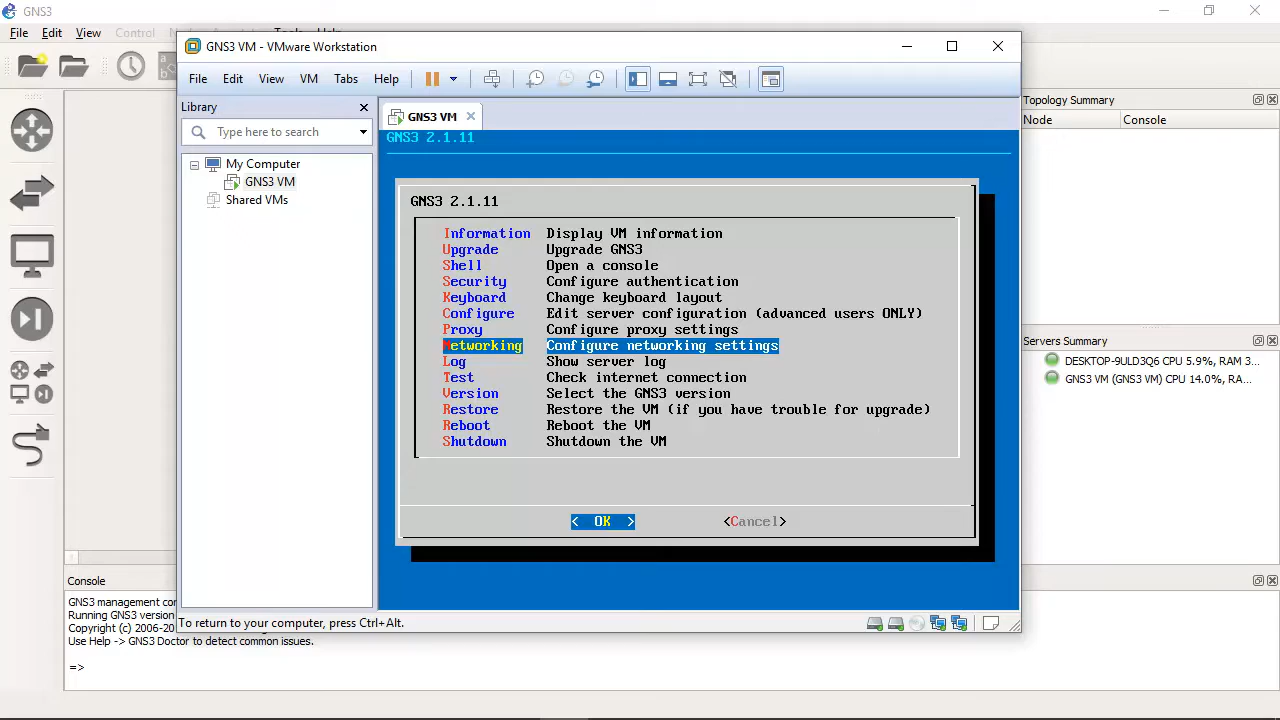 GNS3
File Edit View Control Tools Help
GNS3 VM - VMware Workstation
File Edit View VM Tabs Help
Library
Type here to search
My Computer
GNS3 VM
Shared VMs
GNS3 VM
GNS3 2.1.11
GNS3 2.1.11
Information Display VM information
Upgrade Upgrade GNS3
Shell Open a console
Security Configure authentication
Keyboard Change keyboard layout
Configure Edit server configuration (advanced users ONLY)
Proxy Configure proxy settings
Networking Configure networking settings
Log Show server log
Test Check internet connection
Version Select the GNS3 version
Restore Restore the VM (if you have trouble for upgrade)
Reboot Reboot the VM
Shutdown Shutdown the VM
< OK > <Cancel>
To return to your computer, press Ctrl+Alt.
Topology Summary
Node Console
Servers Summary
DESKTOP-9ULD3Q6 CPU 5.9%, RAM 3...
GNS3 VM (GNS3 VM) CPU 14.0%, RA...
Console
GNS3 management con
Running GNS3 version
Copyright (c) 2006-20
Use Help -> GNS3 Doctor to detect common issues.
=>